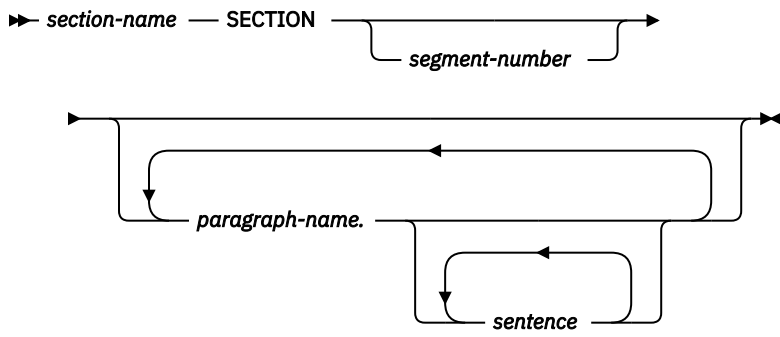 section-name SECTION
segment-number
paragraph-name.
sentence